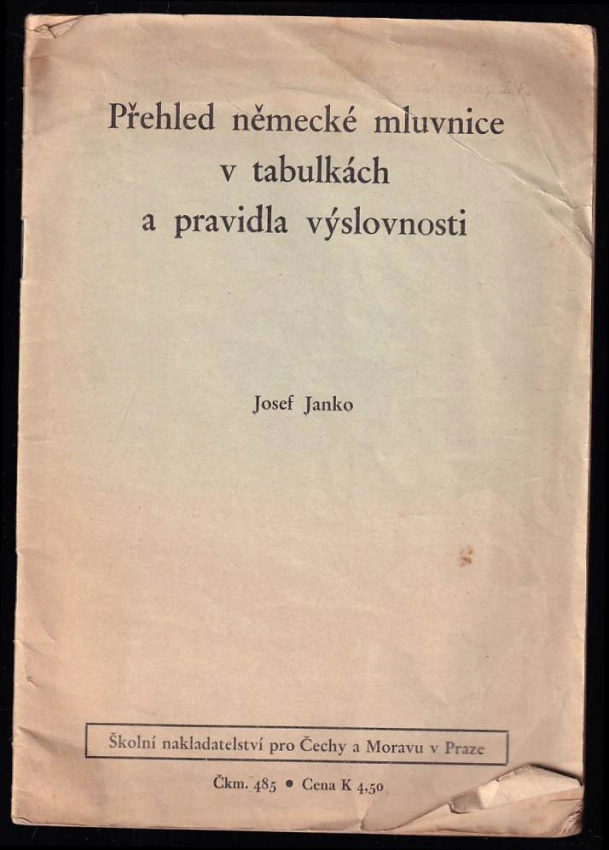 Přehled německé mluvnice
v tabulkách
a pravidla výslovnosti
Josef Janko
Školní nakladatelství pro Čechy a Moravu v Praze
Čkm. 485 ● Cena K 4,50